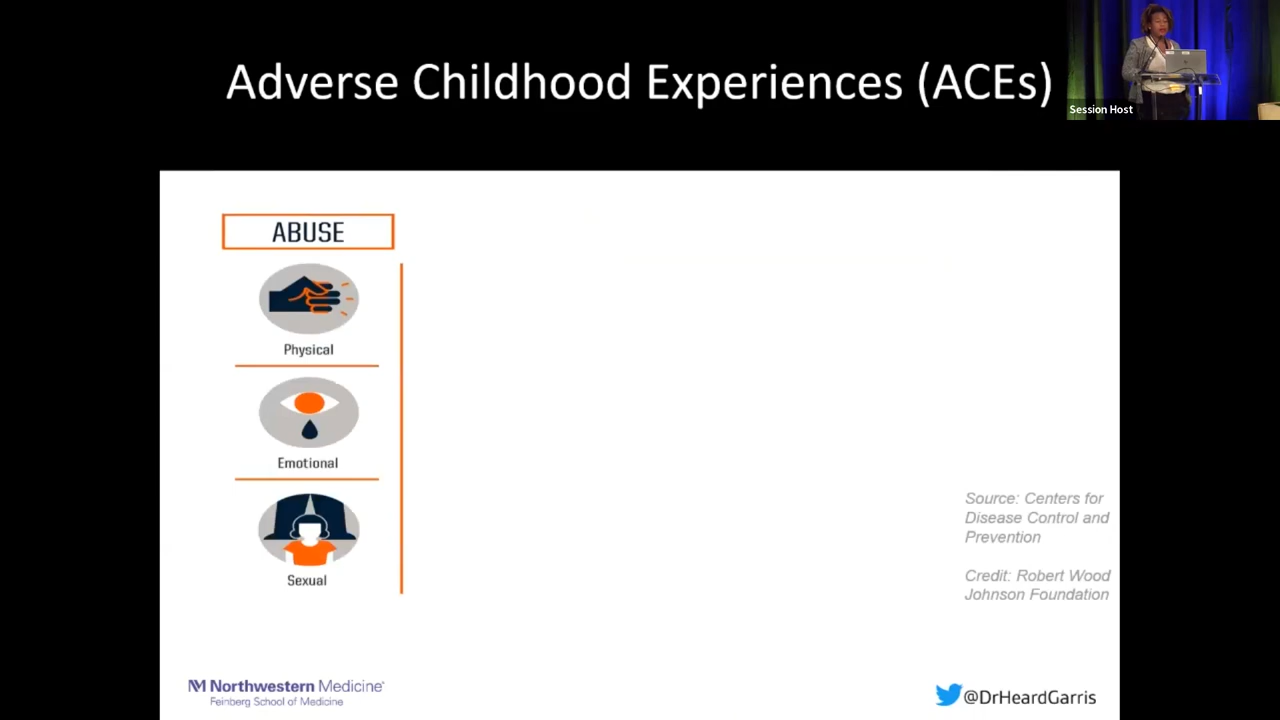 Adverse Childhood Experiences (ACEs)
Session Host
ABUSE
Physical
Emotional
Sexual
Source: Centers for
Disease Control and
Prevention
Credit: Robert Wood
Johnson Foundation
NM Northwestern Medicine
Feinberg School of Medicine
@DrHeardGarris